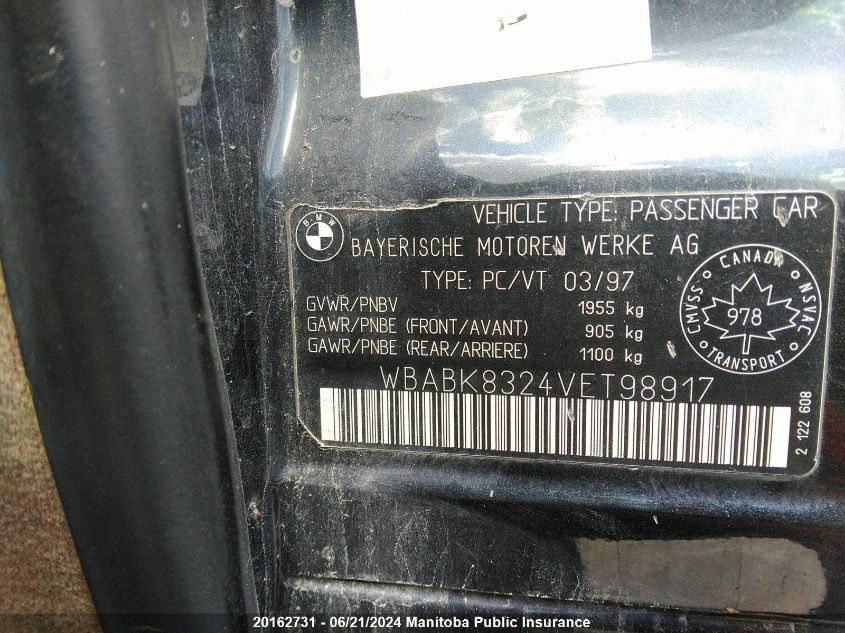 VEHICLE TYPE: PASSENGER CAR
BMW
BAYERISCHE MOTOREN WERKE AG
TYPE: PC/VT 03/97
GVWR/PNBV 1955 kg
GAWR/PNBE (FRONT/AVANT) 905 kg
GAWR/PNBE (REAR/ARRIERE) 1100 kg
CANADA
CMVSS 978 NSVAC
TRANSPORT
WBABK8324VET98917
2 122 608
20162731 - 06/21/2024 Manitoba Public Insurance